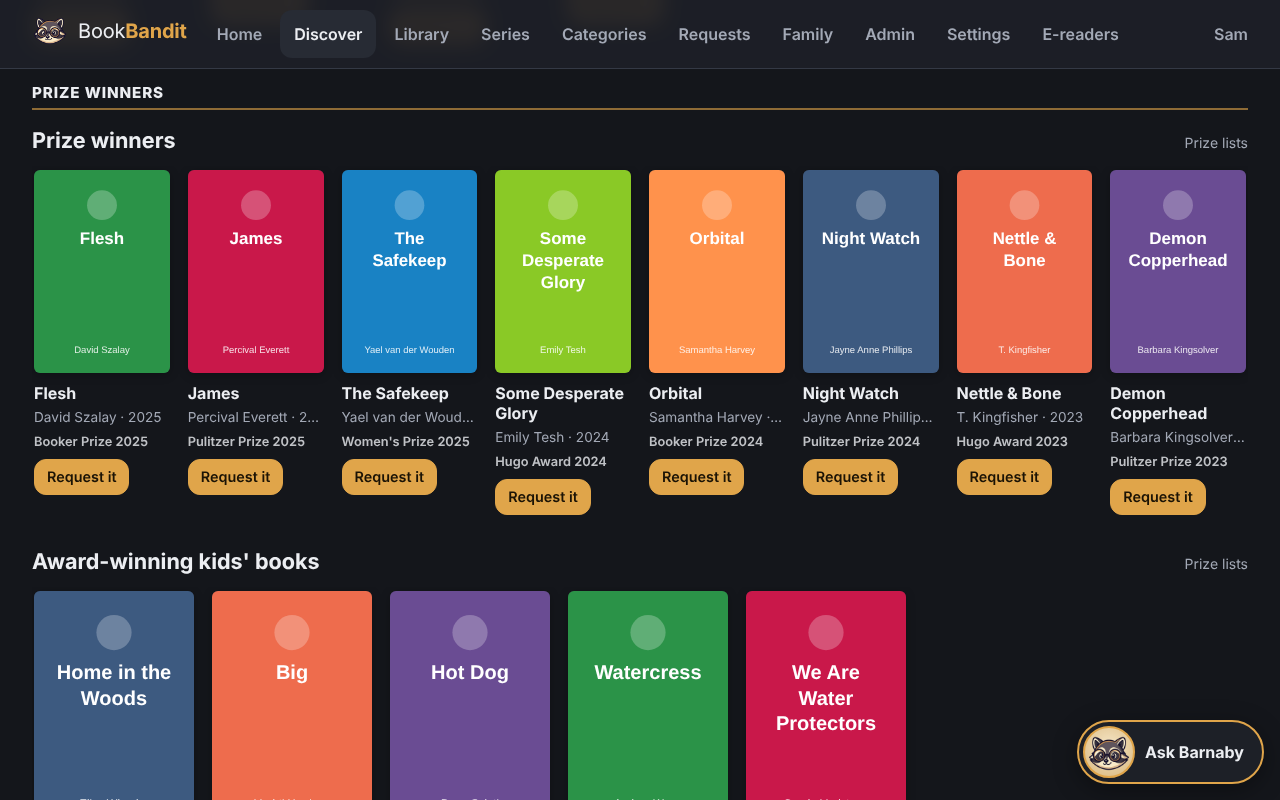 BookBandit Home Discover Library Series Categories Requests Family Admin Settings E-readers Sam
PRIZE WINNERS
Prize winners Prize lists
Flesh
David Szalay
James
Percival Everett
The
Safekeep
Yael van der Wouden
Some
Desperate
Glory
Emily Tesh
Orbital
Samantha Harvey
Night Watch
Jayne Anne Phillips
Nettle &
Bone
T. Kingfisher
Demon
Copperhead
Barbara Kingsolver
Flesh
David Szalay · 2025
Booker Prize 2025
Request it
James
Percival Everett · 2...
Pulitzer Prize 2025
Request it
The Safekeep
Yael van der Woud...
Women's Prize 2025
Request it
Some Desperate
Glory
Emily Tesh · 2024
Hugo Award 2024
Request it
Orbital
Samantha Harvey ·...
Booker Prize 2024
Request it
Night Watch
Jayne Anne Phillip...
Pulitzer Prize 2024
Request it
Nettle & Bone
T. Kingfisher · 2023
Hugo Award 2023
Request it
Demon
Copperhead
Barbara Kingsolver...
Pulitzer Prize 2023
Request it
Award-winning kids' books Prize lists
Home in the
Woods
Big
Hot Dog
Watercress
We Are
Water
Protectors
Ask Barnaby